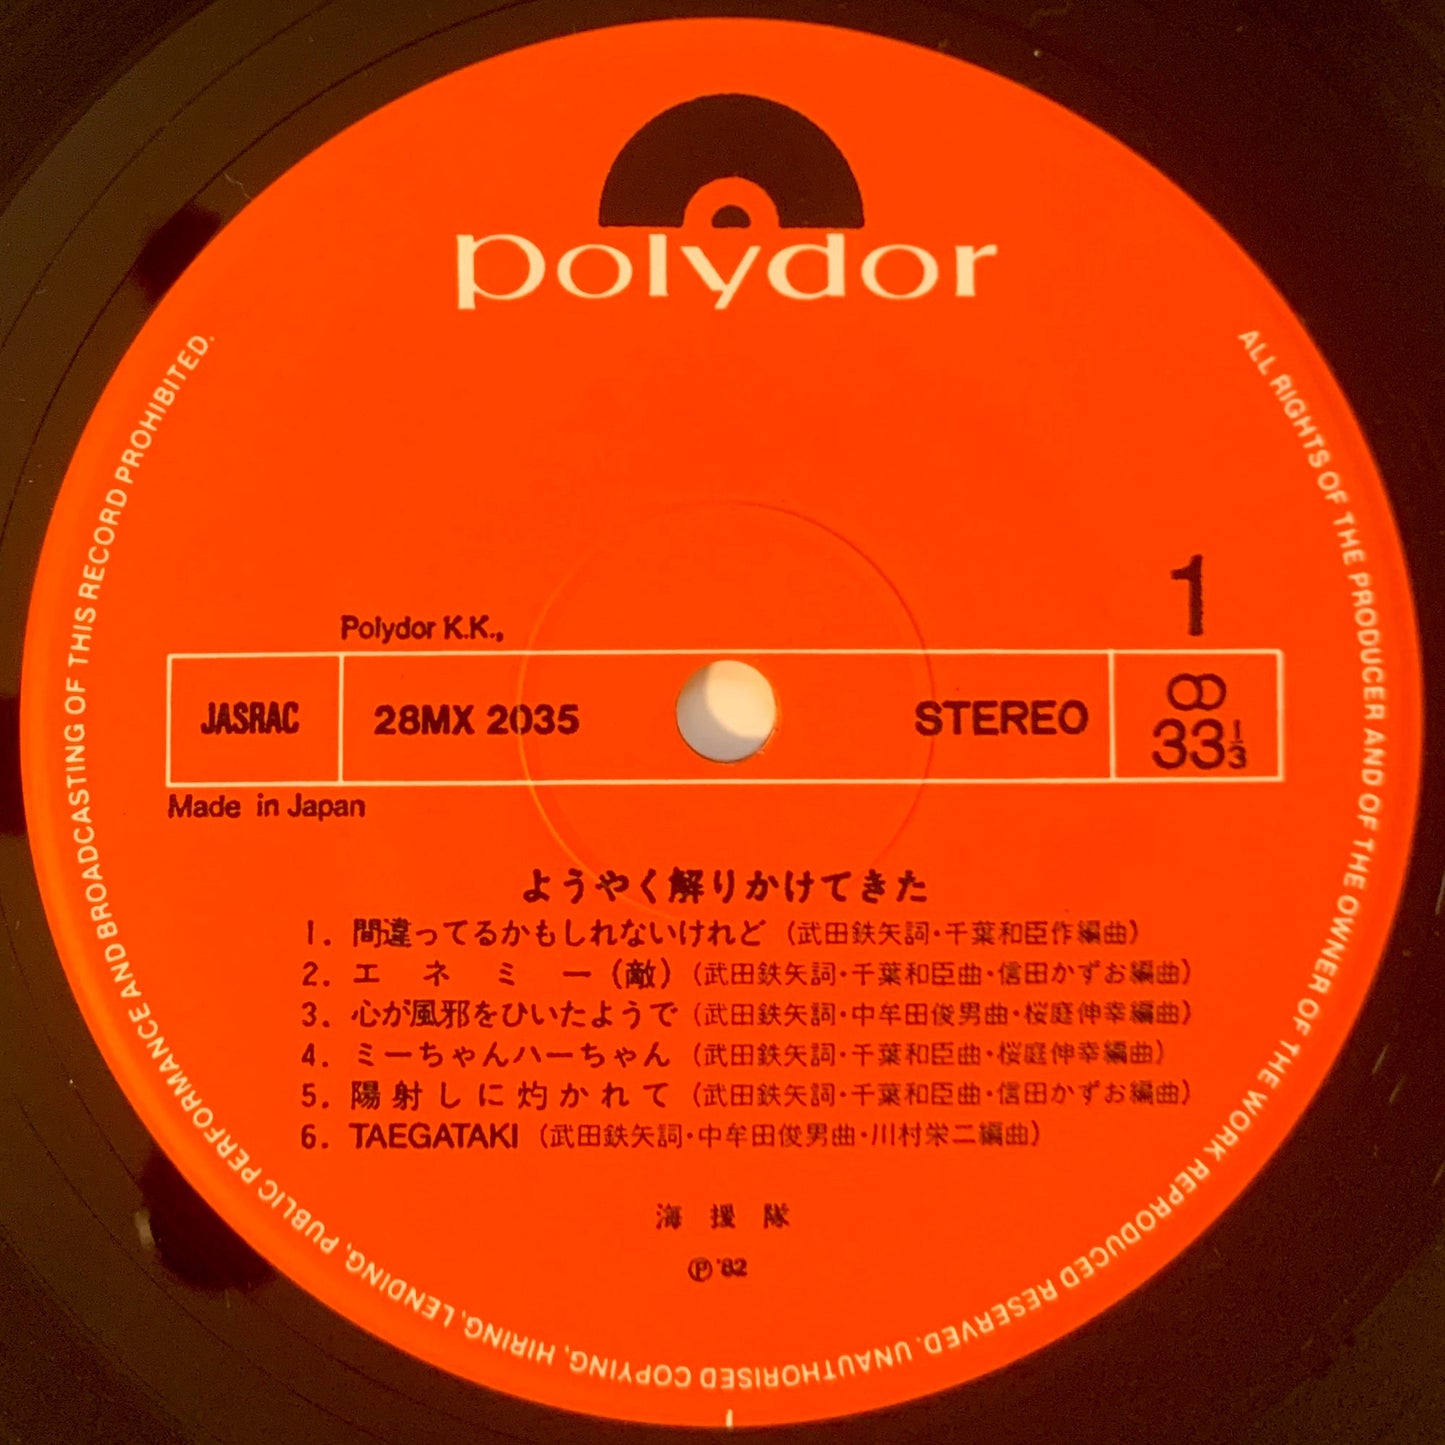 polydor
Polydor K.K.,
1
JASRAC
28MX 2035
STEREO
33 1/3
Made in Japan
ようやく解りかけてきた
1. 間違ってるかもしれないけれど (武田鉄矢詞・千葉和臣作編曲)
2. エネミー(敵) (武田鉄矢詞・千葉和臣曲・信田かずお編曲)
3. 心が風邪をひいたようで (武田鉄矢詞・中牟田俊男曲・桜庭伸幸編曲)
4. ミーちゃんハーちゃん (武田鉄矢詞・千葉和臣曲・桜庭伸幸編曲)
5. 陽射しに灼かれて (武田鉄矢詞・千葉和臣曲・信田かずお編曲)
6. TAEGATAKI (武田鉄矢詞・中牟田俊男曲・川村栄二編曲)
海援隊
Ⓟ'82
ALL RIGHTS OF THE PRODUCER AND OF THE OWNER OF THE WORK REPRODUCED RESERVED. UNAUTHORISED COPYING, HIRING, LENDING, PUBLIC PERFORMANCE AND BROADCASTING OF THIS RECORD PROHIBITED.